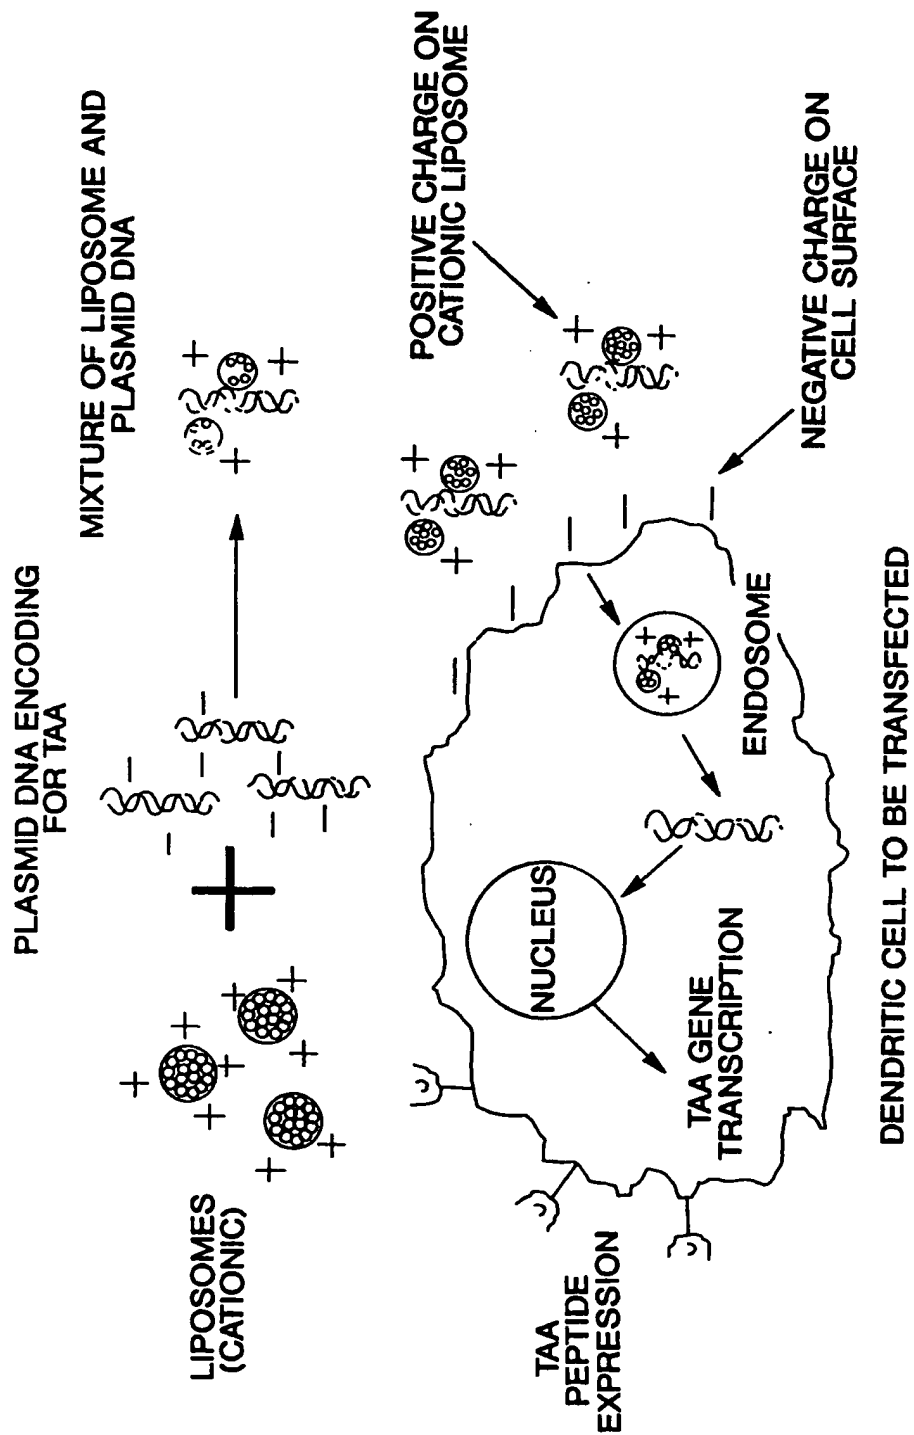 PLASMID DNA ENCODING
FOR TAA
MIXTURE OF LIPOSOME AND
PLASMID DNA
LIPOSOMES
(CATIONIC)
POSITIVE CHARGE ON
CATIONIC LIPOSOME
NEGATIVE CHARGE ON
CELL SURFACE
ENDOSOME
NUCLEUS
TAA GENE
TRANSCRIPTION
TAA
PEPTIDE
EXPRESSION
DENDRITIC CELL TO BE TRANSFECTED